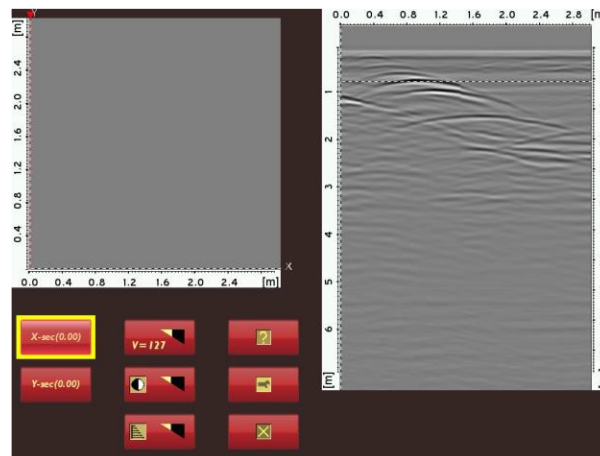 Y
[m]
2.4
2.0
1.6
1.2
0.8
0.4
X
0.0 0.4 0.8 1.2 1.6 2.0 2.4 [m]
0.0 0.4 0.8 1.2 1.6 2.0 2.4 2.8 [m]
1
2
3
4
5
6
[m]
X-sec(0.00)
V=127
?
Y-sec(0.00)